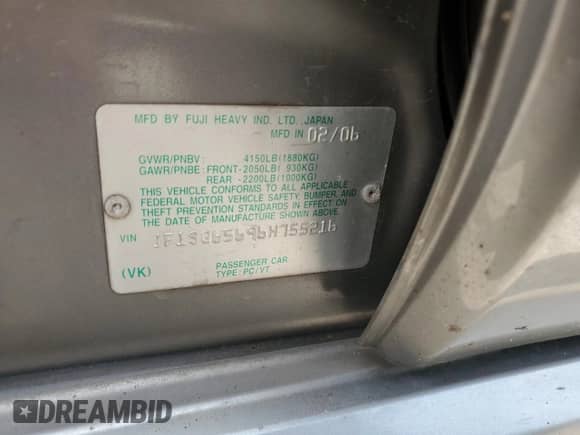 MFD BY FUJI HEAVY IND. LTD. JAPAN
MFD IN 02/06
GVWR/PNBV : 4150LB(1880KG)
GAWR/PNBE : FRONT-2050LB( 930KG)
REAR -2200LB(1000KG)
THIS VEHICLE CONFORMS TO ALL APPLICABLE
FEDERAL MOTOR VEHICLE SAFETY, BUMPER, AND
THEFT PREVENTION STANDARDS IN EFFECT ON
THE DATE OF MANUFACTURE SHOWN ABOVE.
VIN JF1SG65696H755216
(VK)
PASSENGER CAR
TYPE: PC/VT
DREAMBID